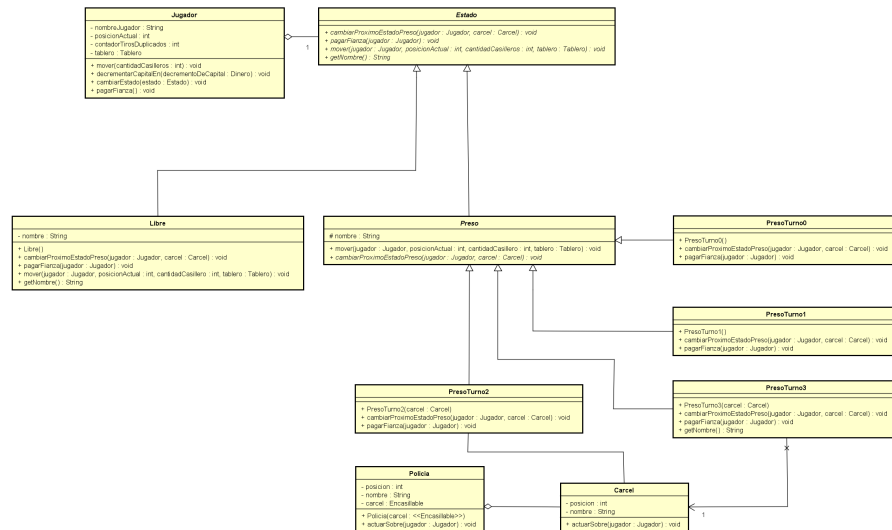 Jugador
- nombreJugador : String
- posicionActual : int
- contadorTirosDuplicados : int
- tablero : Tablero
+ mover(cantidadCasilleros : int) : void
+ decrementarCapitalEn(decrementoDeCapital : Dinero) : void
+ cambiarEstado(estado : Estado) : void
+ pagarFianza() : void
1
Estado
+ cambiarProximoEstadoPreso(jugador : Jugador, carcel : Carcel) : void
+ pagarFianza(jugador : Jugador) : void
+ mover(jugador : Jugador, posicionActual : int, cantidadCasilleros : int, tablero : Tablero) : void
+ getNombre() : String
Libre
- nombre : String
+ Libre()
+ cambiarProximoEstadoPreso(jugador : Jugador, carcel : Carcel) : void
+ pagarFianza(jugador : Jugador) : void
+ mover(jugador : Jugador, posicionActual : int, cantidadCasillero : int, tablero : Tablero) : void
+ getNombre() : String
Preso
# nombre : String
+ mover(jugador : Jugador, posicionActual : int, cantidadCasillero : int, tablero : Tablero) : void
+ cambiarProximoEstadoPreso(jugador : Jugador, carcel : Carcel) : void
PresoTurno0
+ PresoTurno0()
+ cambiarProximoEstadoPreso(jugador : Jugador, carcel : Carcel) : void
+ pagarFianza(jugador : Jugador) : void
PresoTurno1
+ PresoTurno1()
+ cambiarProximoEstadoPreso(jugador : Jugador, carcel : Carcel) : void
+ pagarFianza(jugador : Jugador) : void
PresoTurno2
+ PresoTurno2(carcel : Carcel)
+ cambiarProximoEstadoPreso(jugador : Jugador, carcel : Carcel) : void
+ pagarFianza(jugador : Jugador) : void
PresoTurno3
+ PresoTurno3(carcel : Carcel)
+ cambiarProximoEstadoPreso(jugador : Jugador, carcel : Carcel) : void
+ pagarFianza(jugador : Jugador) : void
+ getNombre() : String
Policia
- posicion : int
- nombre : String
- carcel : Encasillable
+ Policia(carcel : <<Encasillable>>)
+ actuarSobre(jugador : Jugador) : void
Carcel
- posicion : int
- nombre : String
+ actuarSobre(jugador : Jugador) : void
1